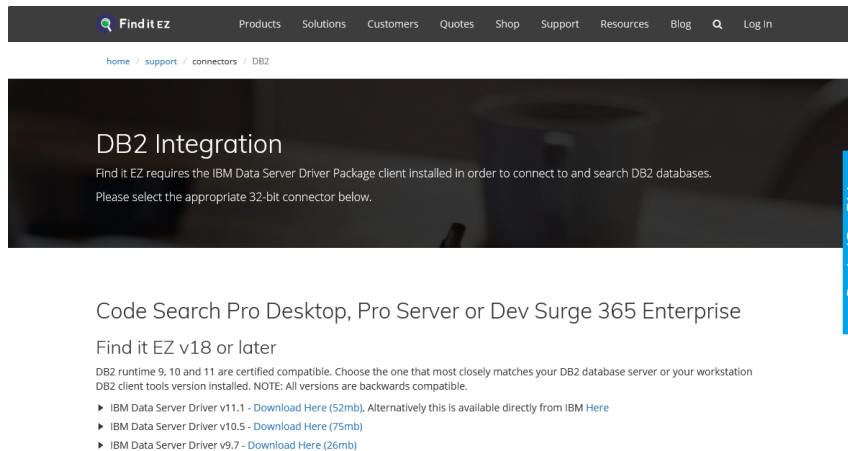 Find it EZ
Products Solutions Customers Quotes Shop Support Resources Blog Log In
home / support / connectors / DB2
DB2 Integration
Find it EZ requires the IBM Data Server Driver Package client installed in order to connect to and search DB2 databases.
Please select the appropriate 32-bit connector below.
Code Search Pro Desktop, Pro Server or Dev Surge 365 Enterprise
Find it EZ v18 or later
DB2 runtime 9, 10 and 11 are certified compatible. Choose the one that most closely matches your DB2 database server or your workstation
DB2 client tools version installed. NOTE: All versions are backwards compatible.
IBM Data Server Driver v11.1 - Download Here (52mb), Alternatively this is available directly from IBM Here
IBM Data Server Driver v10.5 - Download Here (75mb)
IBM Data Server Driver v9.7 - Download Here (26mb)